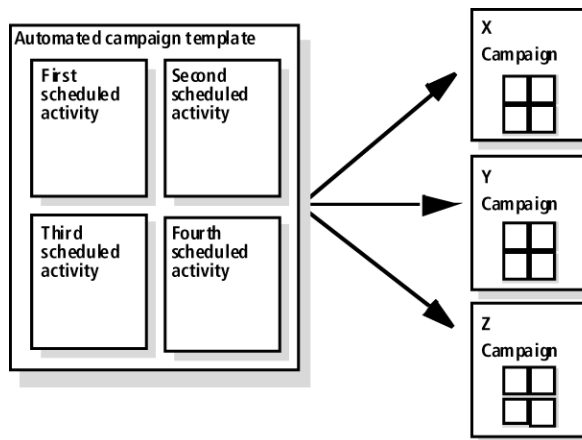 Automated campaign template
First
scheduled
activity
Second
scheduled
activity
Third
scheduled
activity
Fourth
scheduled
activity
X
Campaign
Y
Campaign
Z
Campaign